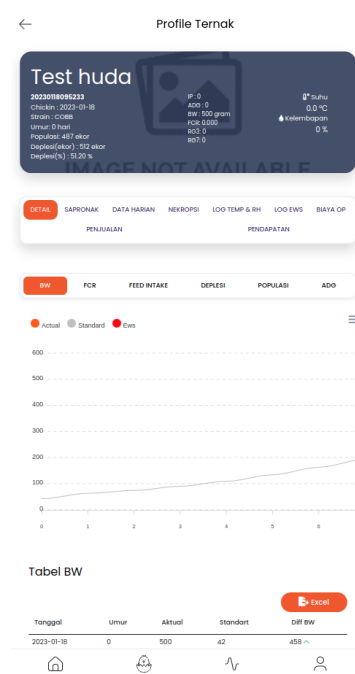 Profile Ternak
Test huda
20230118095233
Chickin : 2023-01-18
Strain : COBB
Umur: 0 hari
Populasi: 487 ekor
Deplesi(ekor) : 512 ekor
Deplesi(%) : 51.20 %
IP : 0
ADG : 0
BW : 500 gram
FCR: 0.000
RG3: 0
RG7: 0
Suhu
0.0 °C
Kelembapan
0 %
IMAGE NOT AVAILABLE
DETAIL SAPRONAK DATA HARIAN NEKROPSI LOG TEMP & RH LOG EWS BIAYA OP
PENJUALAN PENDAPATAN
BW FCR FEED INTAKE DEPLESI POPULASI ADG
Actual Standard Ews
600
500
400
300
200
100
0
0 1 2 3 4 5 6
Tabel BW
Excel
Tanggal Umur Aktual Standart Diff BW
2023-01-18 0 500 42 458